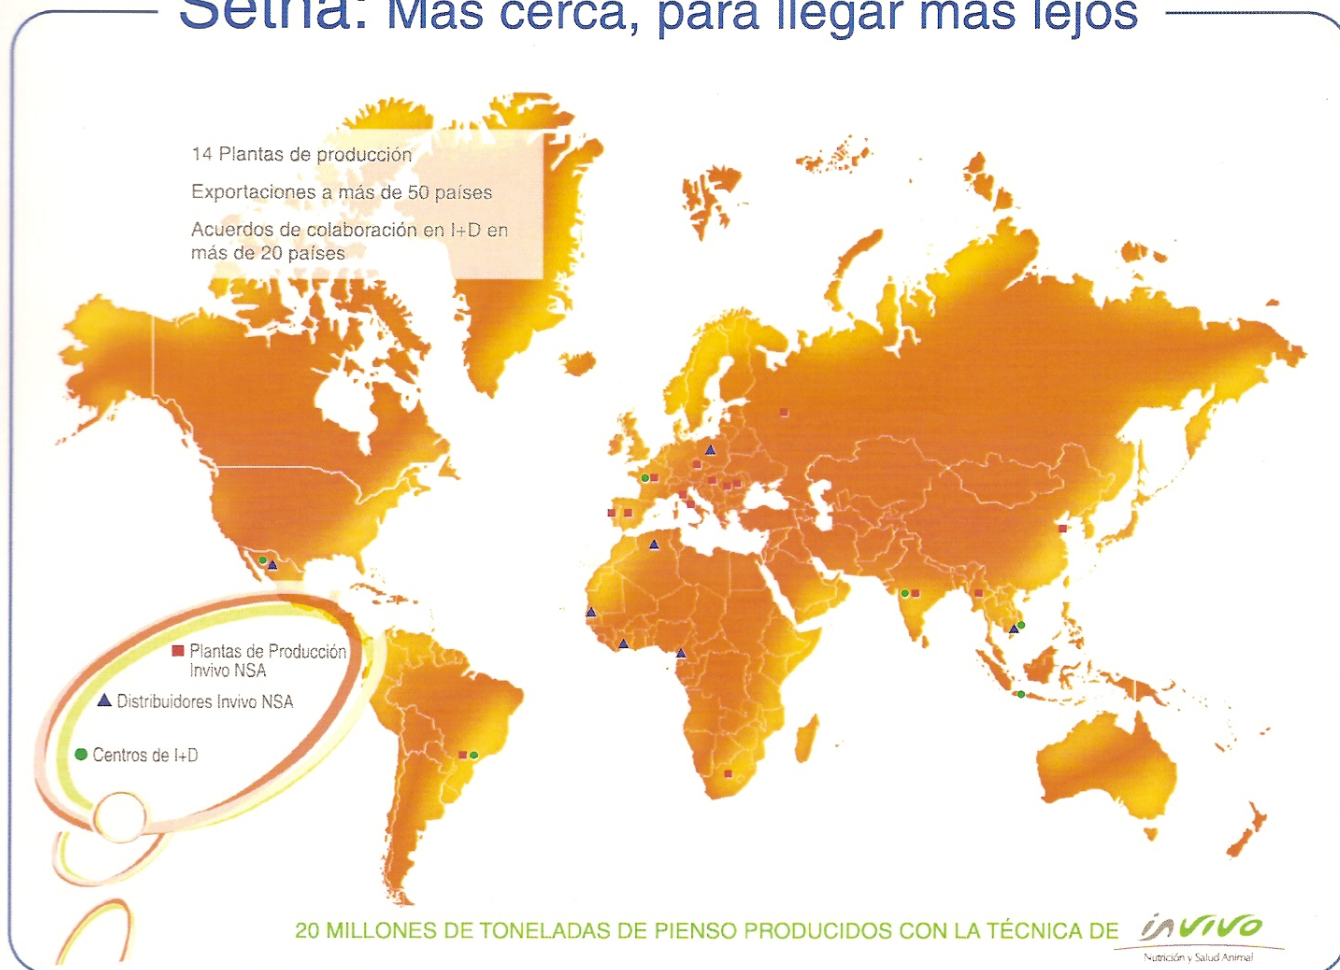 Setna: Más cerca, para llegar más lejos
14 Plantas de producción
Exportaciones a más de 50 países
Acuerdos de colaboración en I+D en
más de 20 países
Plantas de Producción
Invivo NSA
Distribuidores Invivo NSA
Centros de I+D
20 MILLONES DE TONELADAS DE PIENSO PRODUCIDOS CON LA TÉCNICA DE
invivo
Nutrición y Salud Animal